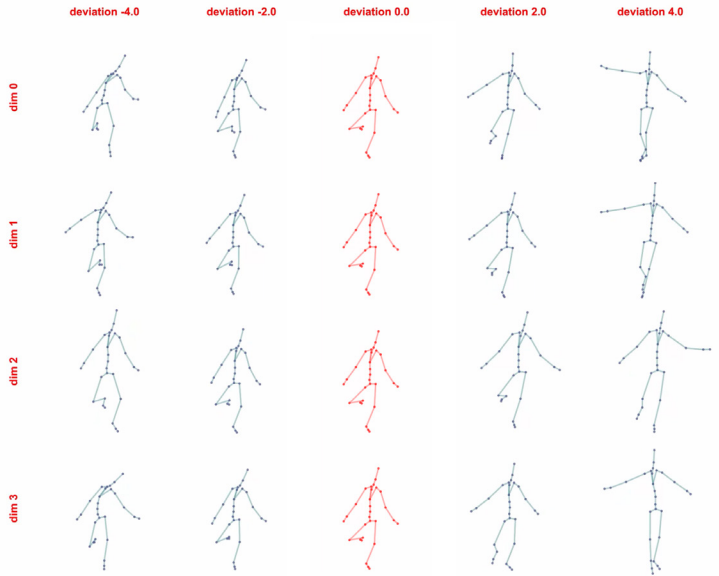 deviation -4.0 deviation -2.0 deviation 0.0 deviation 2.0 deviation 4.0
dim 0
dim 1
dim 2
dim 3